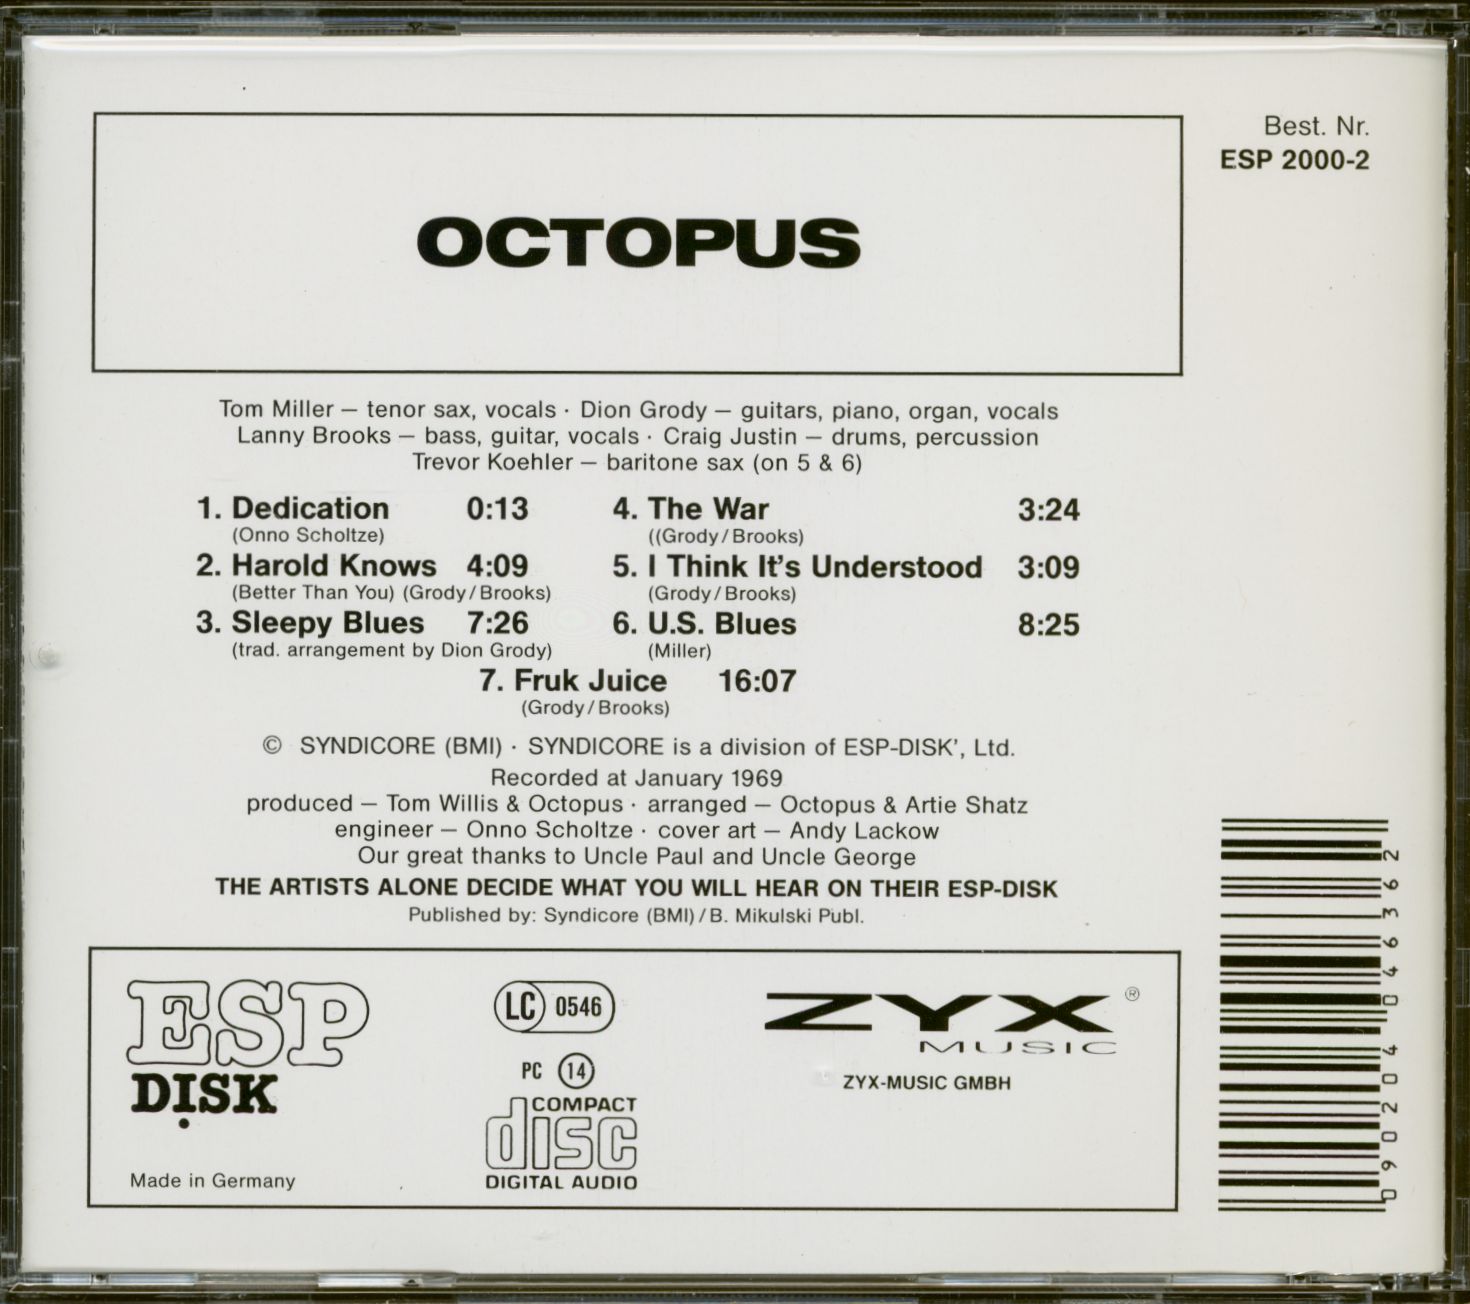 Best. Nr.
ESP 2000-2
OCTOPUS
Tom Miller – tenor sax, vocals · Dion Grody – guitars, piano, organ, vocals
Lanny Brooks – bass, guitar, vocals · Craig Justin – drums, percussion
Trevor Koehler – baritone sax (on 5 & 6)
1. Dedication 0:13
(Onno Scholtze)
2. Harold Knows 4:09
(Better Than You) (Grody/Brooks)
3. Sleepy Blues 7:26
(trad. arrangement by Dion Grody)
4. The War 3:24
((Grody/Brooks)
5. I Think It's Understood 3:09
(Grody/Brooks)
6. U.S. Blues 8:25
(Miller)
7. Fruk Juice 16:07
(Grody/Brooks)
© SYNDICORE (BMI) · SYNDICORE is a division of ESP-DISK', Ltd.
Recorded at January 1969
produced – Tom Willis & Octopus · arranged – Octopus & Artie Shatz
engineer – Onno Scholtze · cover art – Andy Lackow
Our great thanks to Uncle Paul and Uncle George
THE ARTISTS ALONE DECIDE WHAT YOU WILL HEAR ON THEIR ESP-DISK
Published by: Syndicore (BMI)/B. Mikulski Publ.
ESP
DISK
Made in Germany
LC 0546
PC 14
COMPACT
disc
DIGITAL AUDIO
ZYX ®
MUSIC
ZYX-MUSIC GMBH
090204046362